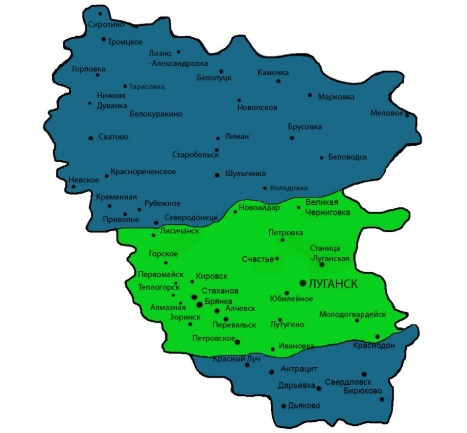 Сиротино
Троицкое
Лозно
-Александровка
Горловка
Белолуцк
Каменка
Тарасовка
Нижняя
Дуванка
Марковка
Новопсков
Белокуракино
Меловое
Брусовка
Сватово
Лиман
Старобельск
Беловодск
Краснореченское
Шульгинка
Невское
Колядовка
Кременная
Рубежное
Новоайдар
Великая
Черниговка
Приволье
Северодонецк
Лисичанск
Петровка
Станица
-Луганская
Горское
Счастье
Первомайск
Кировск
ЛУГАНСК
Теплогорск
Стаханов
Юбилейное
Алмазная
Брянка
Алчевск
Молодогвардейск
Зоринск
Перевальск
Лутугино
Петровское
Ивановка
Краснодон
Красный Луч
Антрацит
Дарьевка
Свердловск
Бирюково
Дьяково